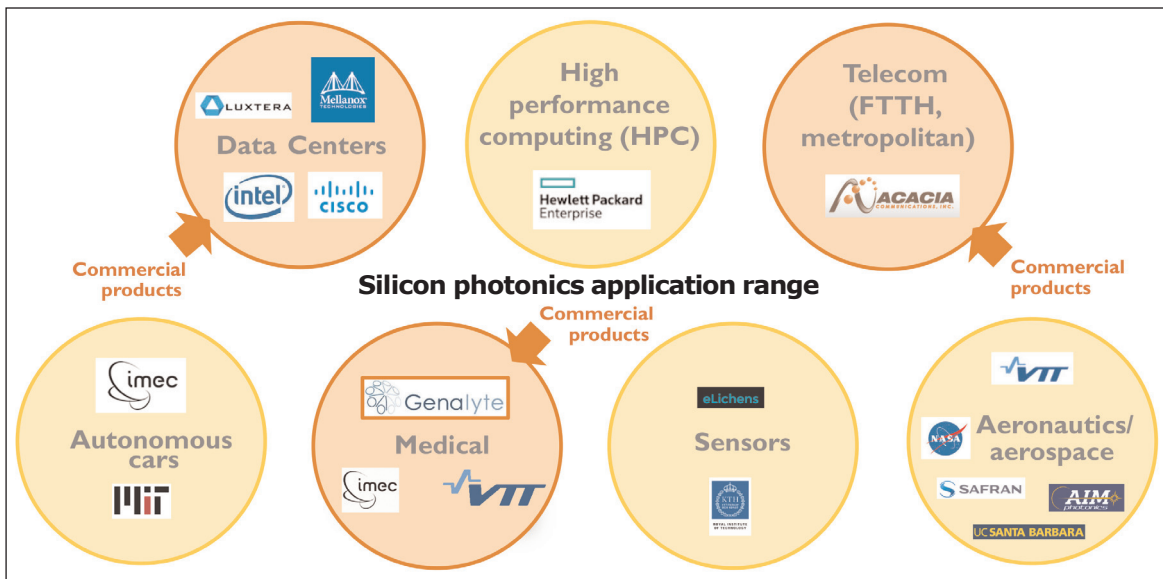 LUXTERA
Mellanox
TECHNOLOGIES
Data Centers
intel
CISCO
High
performance
computing (HPC)
Hewlett Packard
Enterprise
Telecom
(FTTH,
metropolitan)
ACACIA
COMMUNICATIONS, INC.
Commercial
products
Silicon photonics application range
Commercial
products
Commercial
products
imec
Autonomous
cars
MIT
Genalyte
Medical
imec
VTT
eLichens
Sensors
KTH
ROYAL INSTITUTE
OF TECHNOLOGY
VTT
NASA
Aeronautics/
aerospace
SAFRAN
AIM
photonics
UC SANTA BARBARA